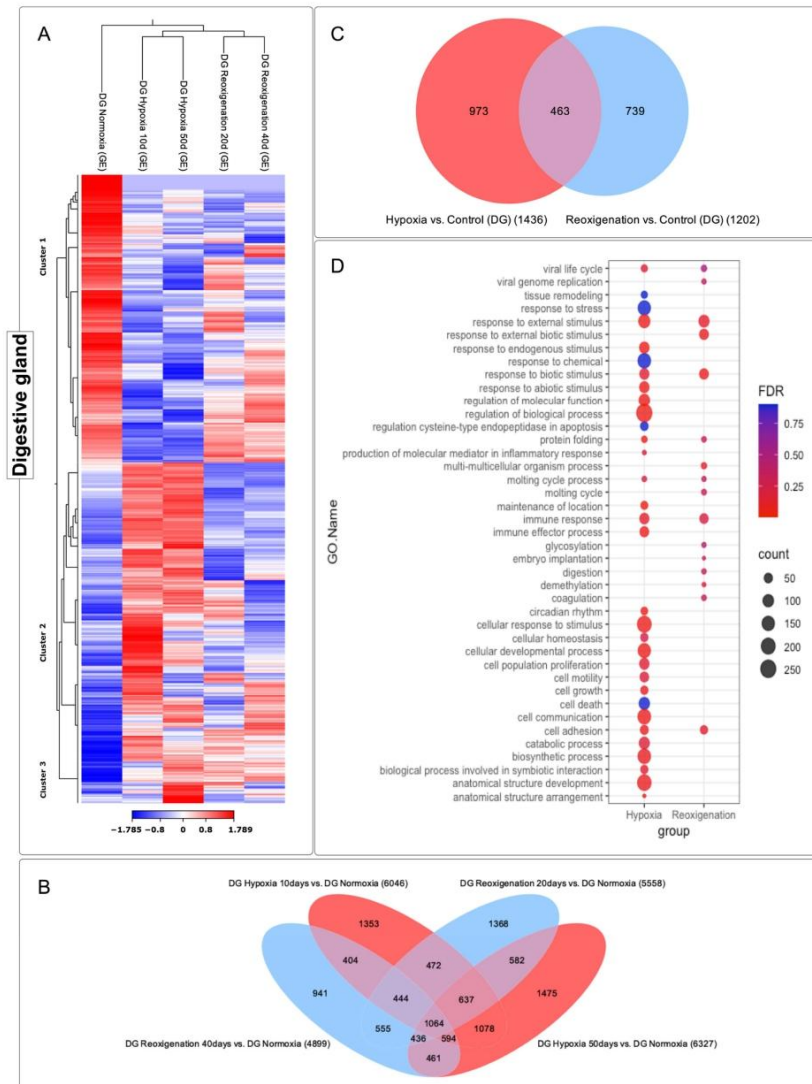 A
DG Normoxia (GE)
DG Hypoxia 10d (GE)
DG Hypoxia 50d (GE)
DG Reoxigenation 20d (GE)
DG Reoxigenation 40d (GE)
Digestive gland
Cluster 1
Cluster 2
Cluster 3
−1.785 −0.8 0 0.8 1.789
C
973 463 739
Hypoxia vs. Control (DG) (1436) Reoxigenation vs. Control (DG) (1202)
D
GO.Name
viral life cycle
viral genome replication
tissue remodeling
response to stress
response to external stimulus
response to external biotic stimulus
response to endogenous stimulus
response to chemical
response to biotic stimulus
response to abiotic stimulus
regulation of molecular function
regulation of biological process
regulation cysteine-type endopeptidase in apoptosis
protein folding
production of molecular mediator in inflammatory response
multi-multicellular organism process
molting cycle process
molting cycle
maintenance of location
immune response
immune effector process
glycosylation
embryo implantation
digestion
demethylation
coagulation
circadian rhythm
cellular response to stimulus
cellular homeostasis
cellular developmental process
cell population proliferation
cell motility
cell growth
cell death
cell communication
cell adhesion
catabolic process
biosynthetic process
biological process involved in symbiotic interaction
anatomical structure development
anatomical structure arrangement
Hypoxia Reoxigenation
group
FDR
0.75
0.50
0.25
count
50
100
150
200
250
B
DG Hypoxia 10days vs. DG Normoxia (6046) DG Reoxigenation 20days vs. DG Normoxia (5558)
1353 1368
404 472 582
941 444 637 1475
555 1064 1078
436 594
DG Reoxigenation 40days vs. DG Normoxia (4899) DG Hypoxia 50days vs. DG Normoxia (6327)
461